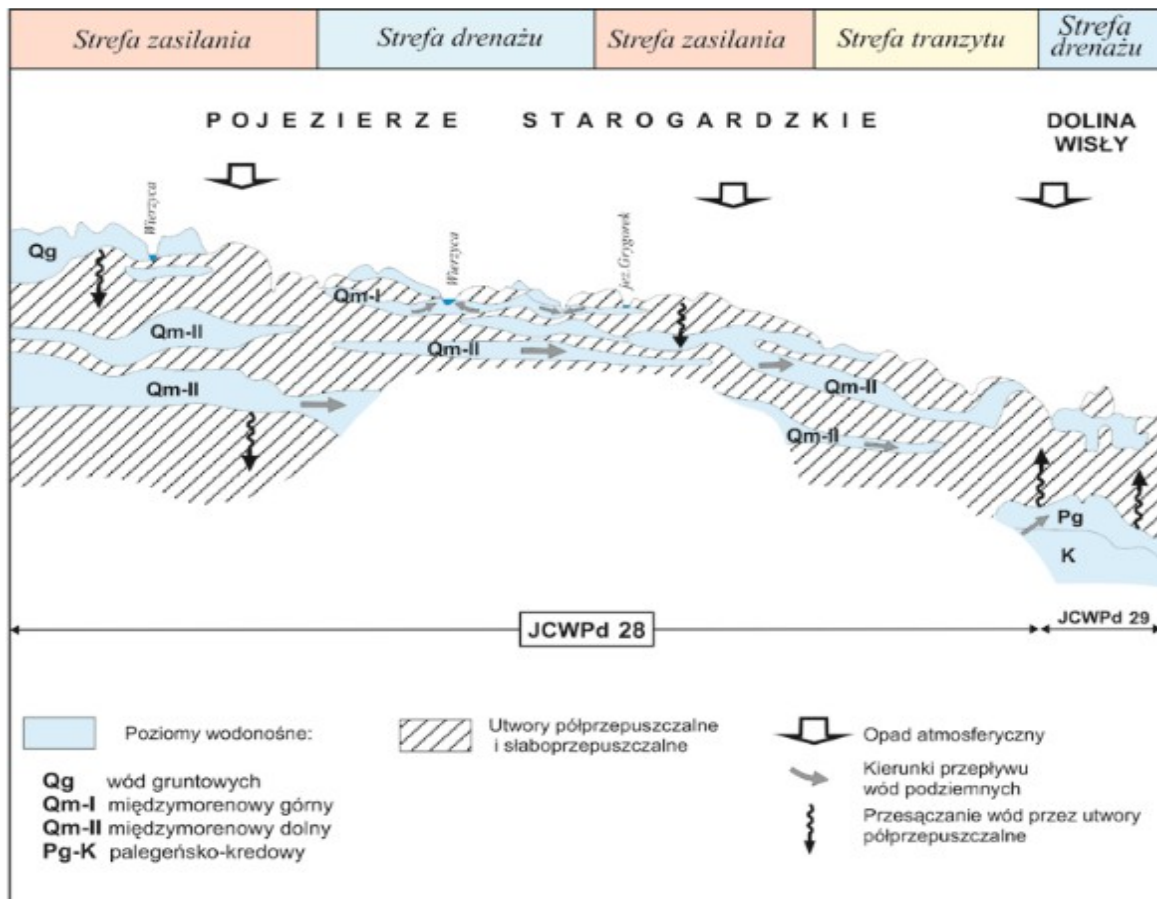 Strefa zasilania
Strefa drenażu
Strefa zasilania
Strefa tranzytu
Strefa
drenażu
POJEZIERZE STAROGARDZKIE
DOLINA
WISŁY
Wierzyca
Wierzyca
jez.Grygorek
Qg
Qm-I
Qm-II
Qm-II
Qm-II
Qm-II
Qm-II
Pg
K
JCWPd 28
JCWPd 29
Poziomy wodonośne:
Qg wód gruntowych
Qm-I międzymorenowy górny
Qm-II międzymorenowy dolny
Pg-K palegeńsko-kredowy
Utwory półprzepuszczalne
i słaboprzepuszczalne
Opad atmosferyczny
Kierunki przepływu
wód podziemnych
Przesączanie wód przez utwory
półprzepuszczalne